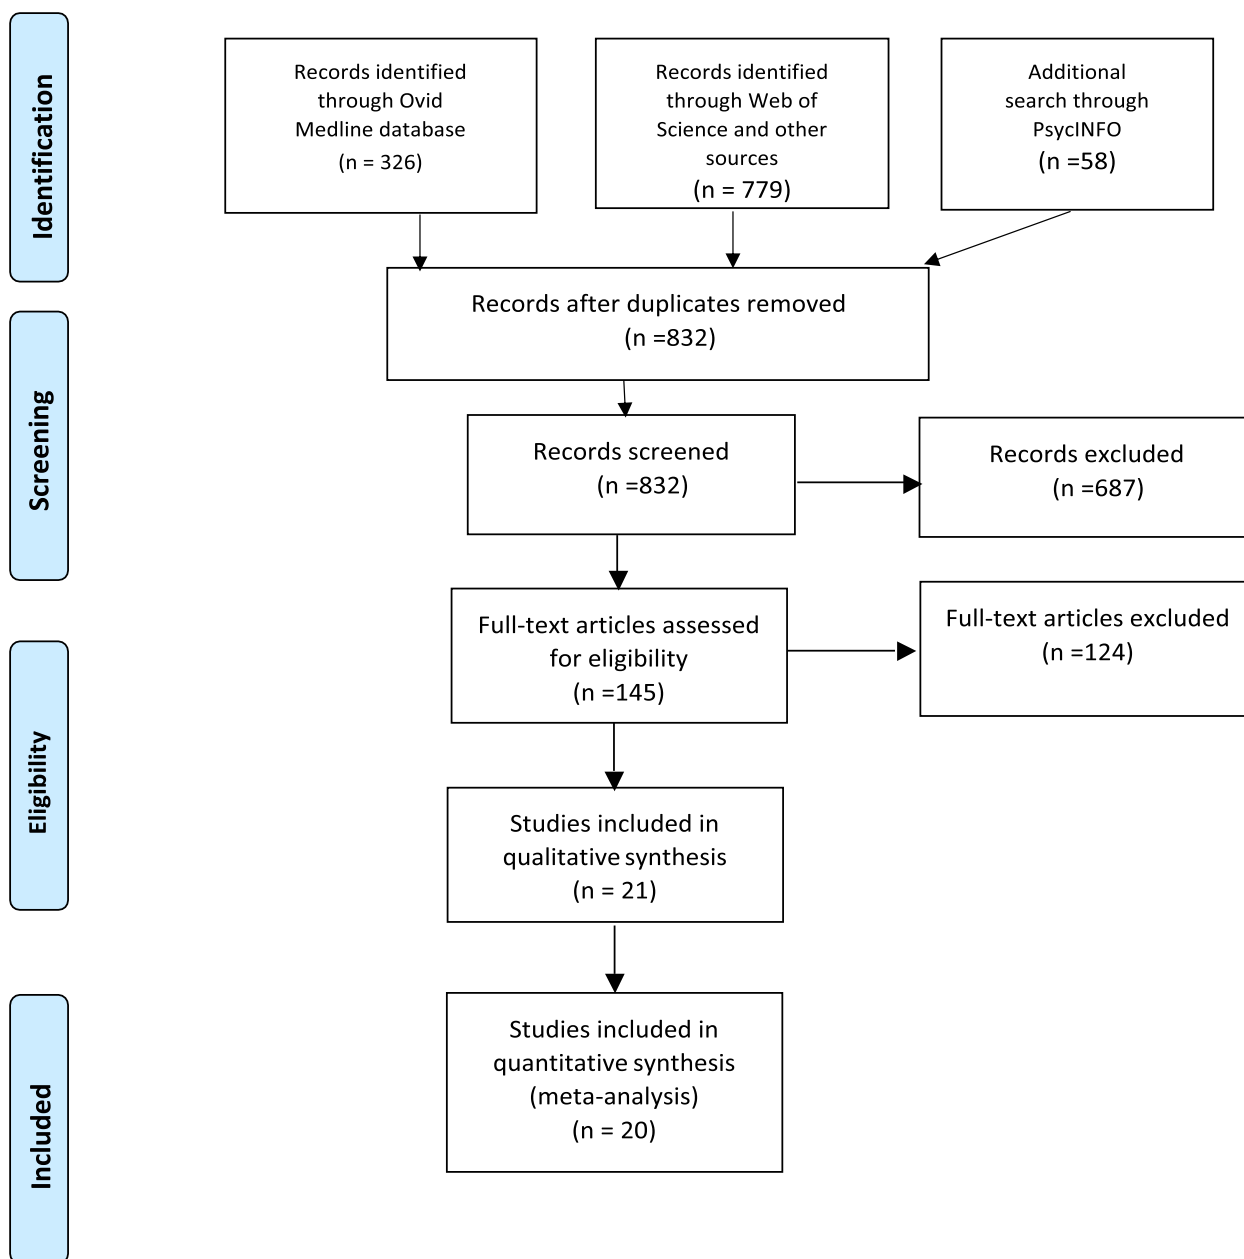 Identification
Records identified
through Ovid
Medline database
(n = 326)
Records identified
through Web of
Science and other
sources
(n = 779)
Additional
search through
PsycINFO
(n =58)
Records after duplicates removed
(n =832)
Screening
Records screened
(n =832)
Records excluded
(n =687)
Full-text articles assessed
for eligibility
(n =145)
Full-text articles excluded
(n =124)
Eligibility
Studies included in
qualitative synthesis
(n = 21)
Included
Studies included in
quantitative synthesis
(meta-analysis)
(n = 20)